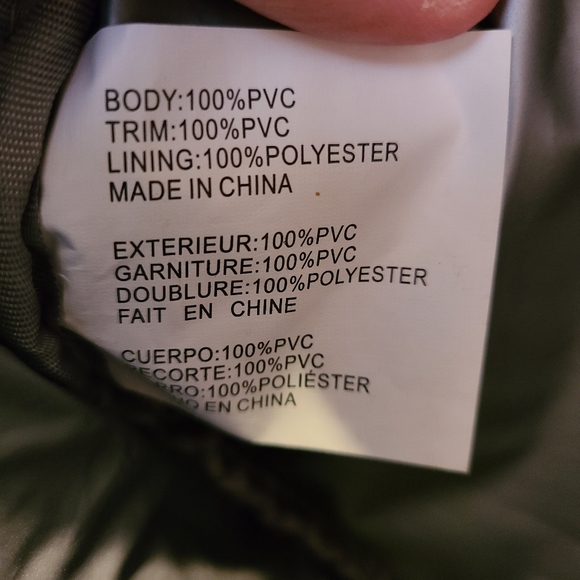 BODY:100%PVC
TRIM:100%PVC
LINING:100%POLYESTER
MADE IN CHINA
EXTERIEUR:100%PVC
GARNITURE:100%PVC
DOUBLURE:100%POLYESTER
FAIT EN CHINE
CUERPO:100%PVC
RECORTE:100%PVC
100%POLIÉSTER
EN CHINA